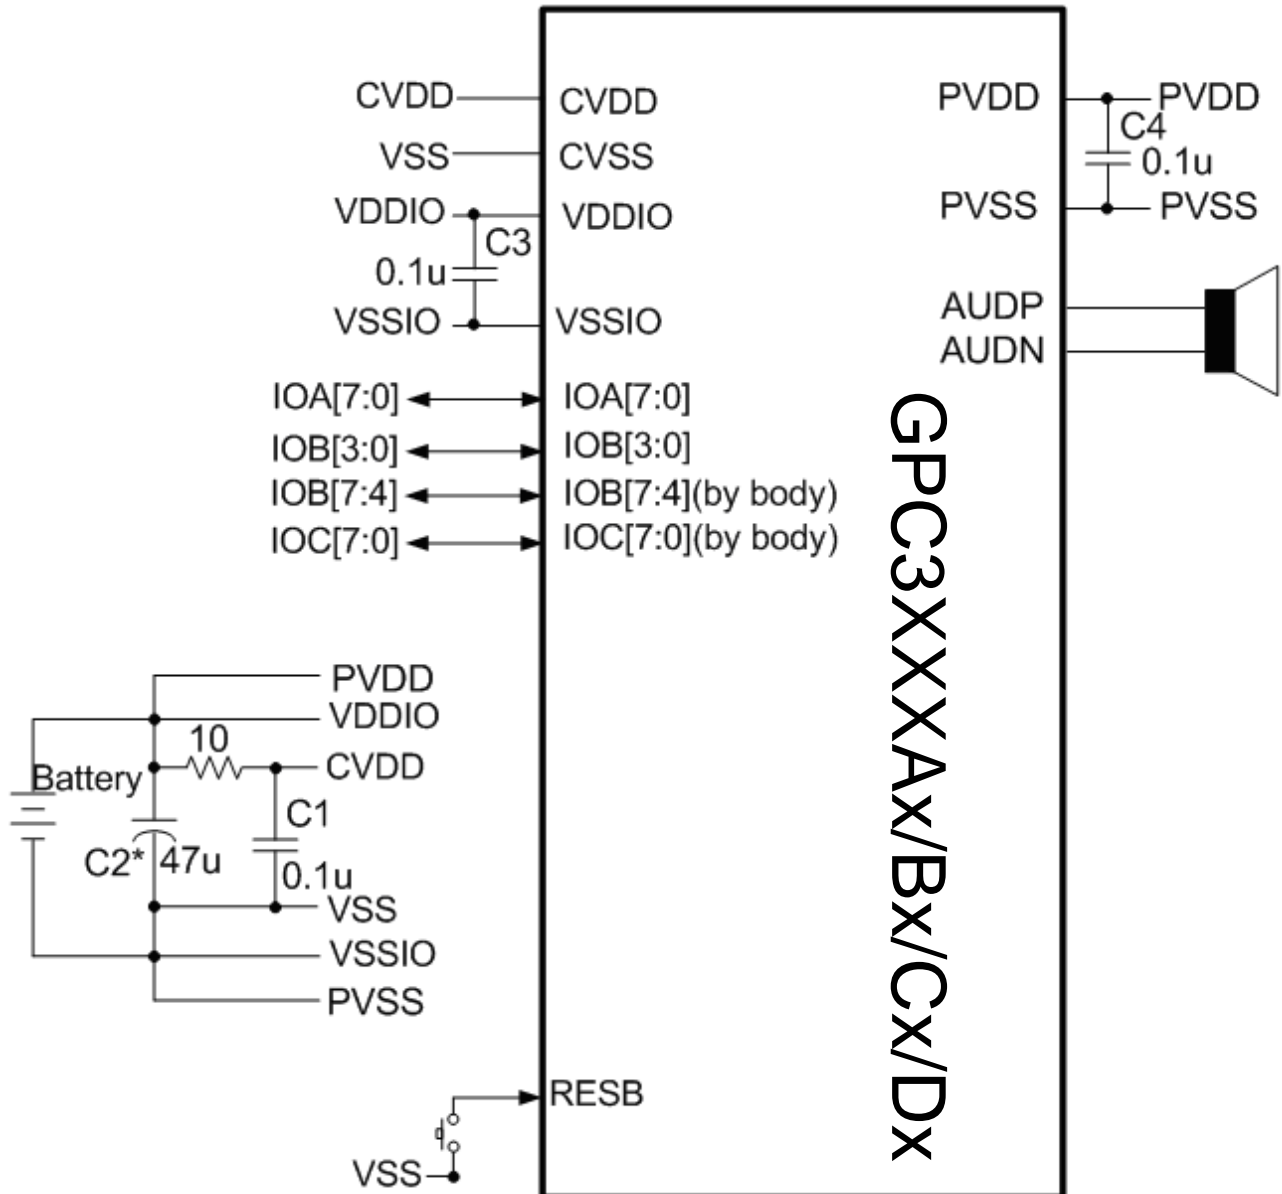 CVDD CVDD PVDD PVDD
C4
VSS CVSS 0.1u
VDDIO VDDIO PVSS PVSS
C3
0.1u
VSSIO VSSIO AUDP
AUDN
IOA[7:0] IOA[7:0]
IOB[3:0] IOB[3:0]
IOB[7:4] IOB[7:4](by body)
IOC[7:0] IOC[7:0](by body)
GPC3XXXAx/Bx/Cx/Dx
PVDD
VDDIO
10
CVDD
Battery
C1
C2* 47u
0.1u
VSS
VSSIO
PVSS
RESB
VSS